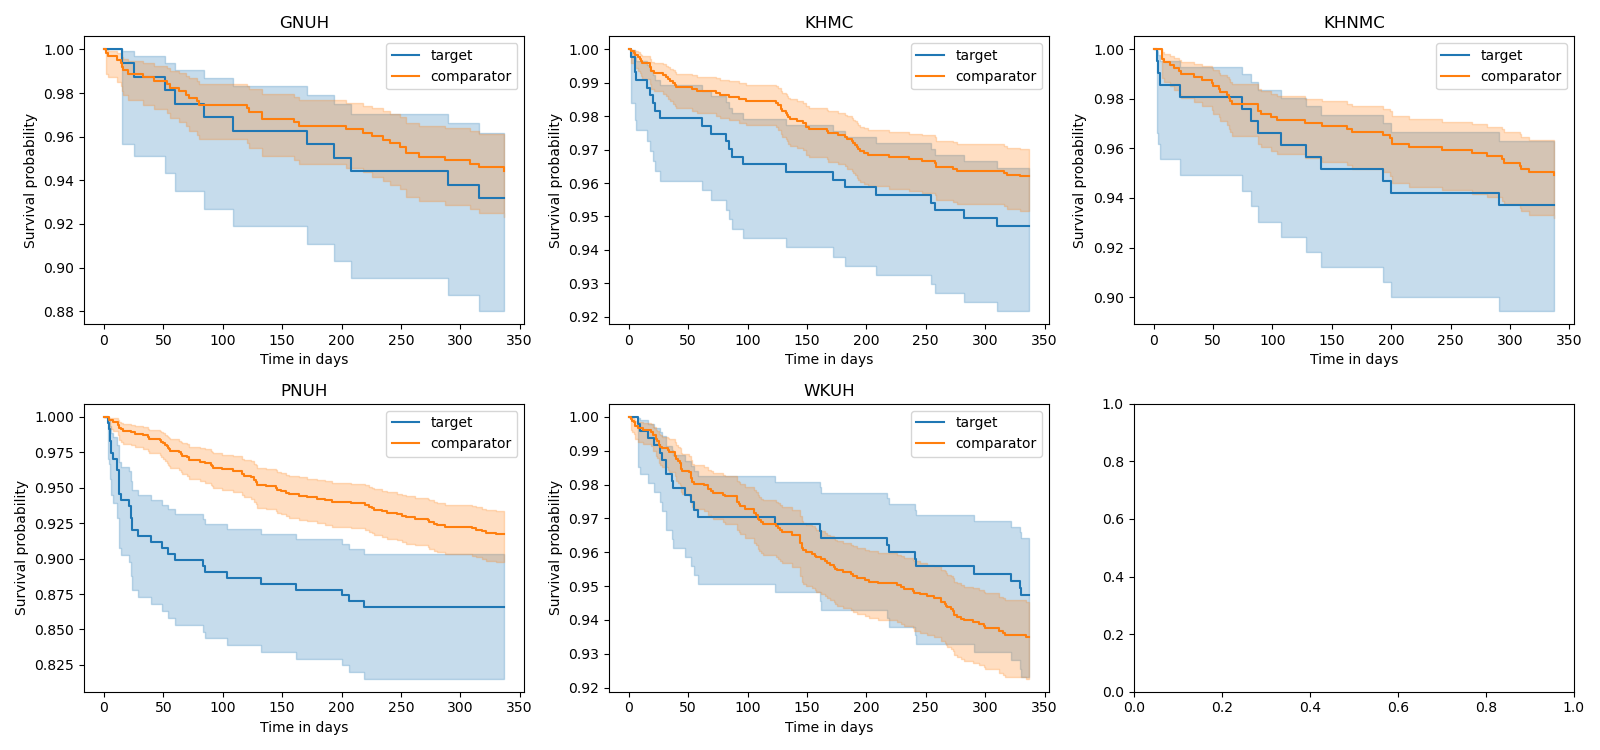 GNUH
Survival probability
1.00
0.98
0.96
0.94
0.92
0.90
0.88
target
comparator
0 50 100 150 200 250 300 350
Time in days
KHMC
Survival probability
1.00
0.99
0.98
0.97
0.96
0.95
0.94
0.93
0.92
target
comparator
0 50 100 150 200 250 300 350
Time in days
KHNMC
Survival probability
1.00
0.98
0.96
0.94
0.92
0.90
target
comparator
0 50 100 150 200 250 300 350
Time in days
PNUH
Survival probability
1.000
0.975
0.950
0.925
0.900
0.875
0.850
0.825
target
comparator
0 50 100 150 200 250 300 350
Time in days
WKUH
Survival probability
1.00
0.99
0.98
0.97
0.96
0.95
0.94
0.93
0.92
target
comparator
0 50 100 150 200 250 300 350
Time in days
1.0
0.8
0.6
0.4
0.2
0.0
0.0 0.2 0.4 0.6 0.8 1.0